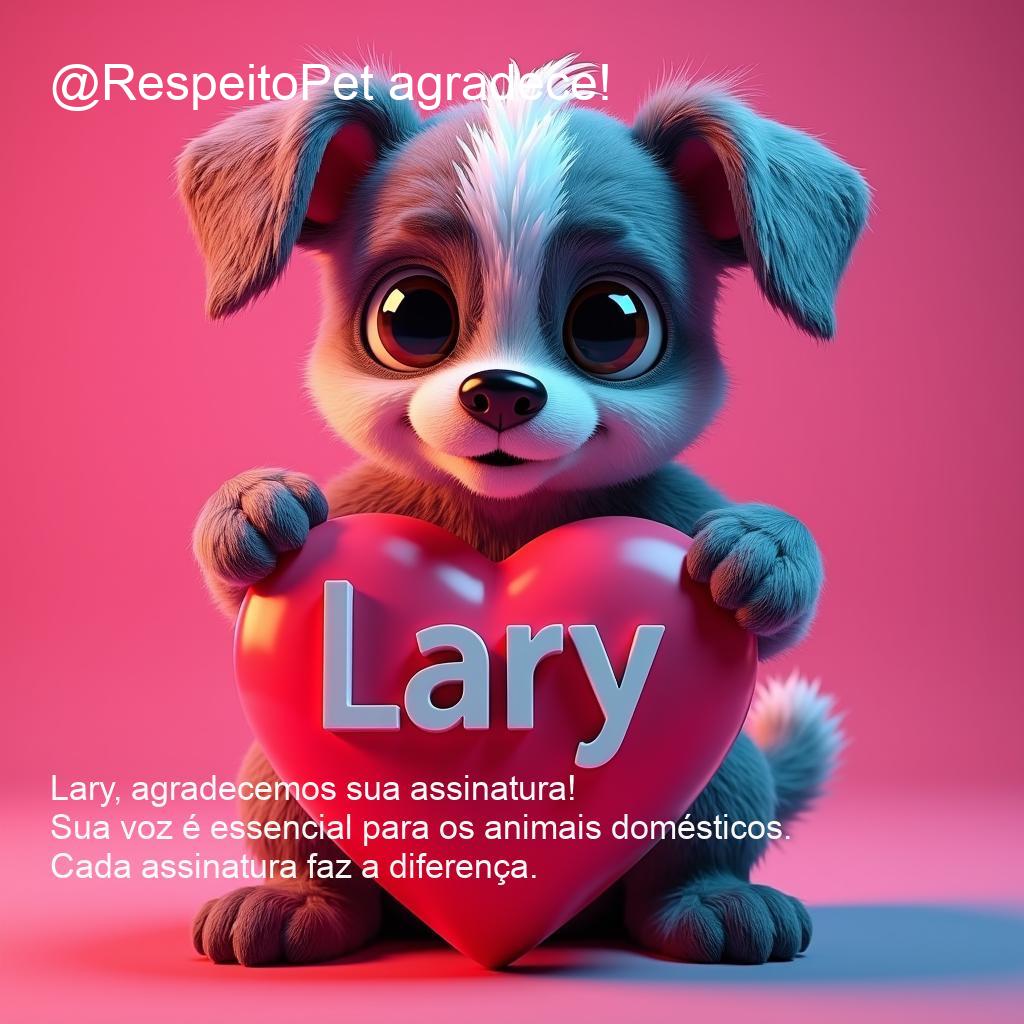 @RespeitoPet agradece!
Lary
Lary, agradecemos sua assinatura!
Sua voz é essencial para os animais domésticos.
Cada assinatura faz a diferença.